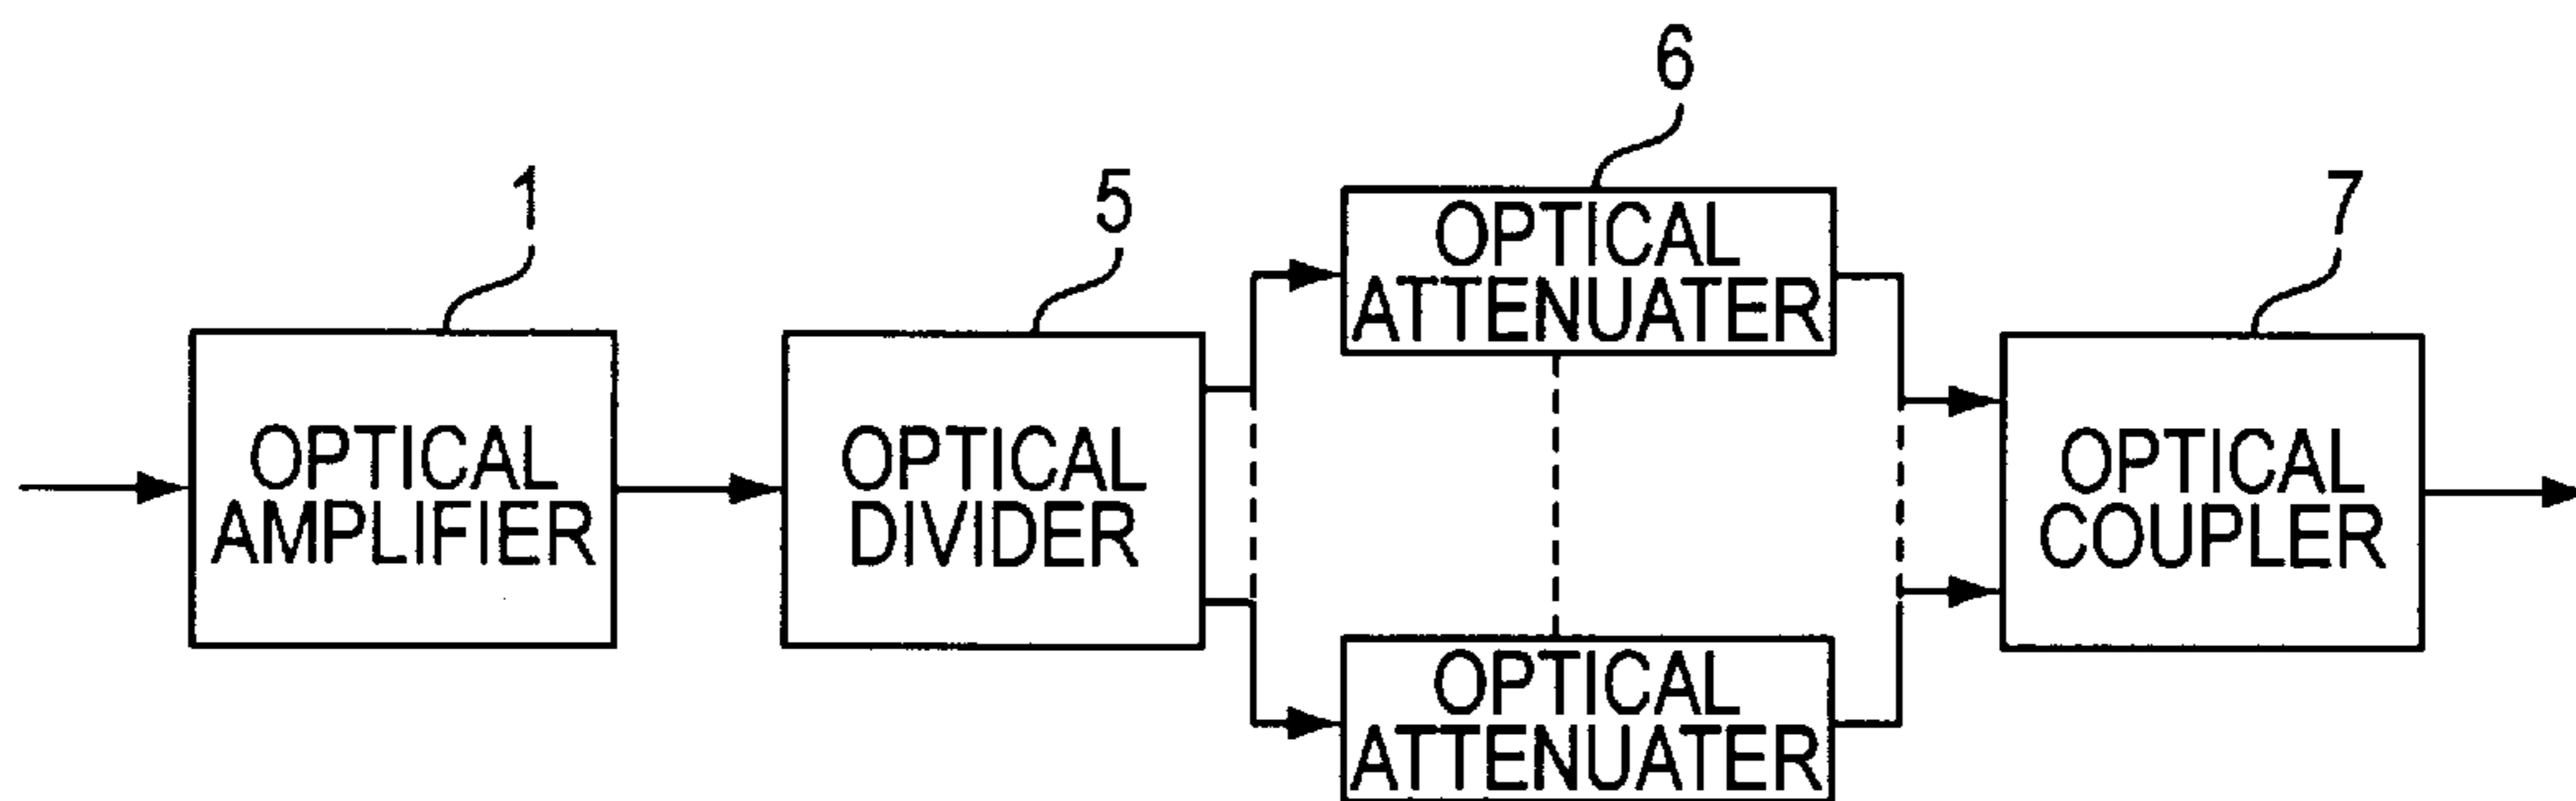 1
OPTICAL
AMPLIFIER
5
OPTICAL
DIVIDER
6
OPTICAL
ATTENUATER
OPTICAL
ATTENUATER
7
OPTICAL
COUPLER